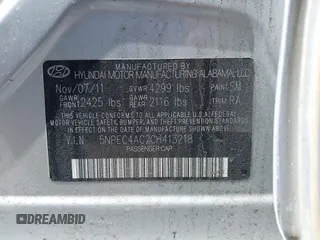 MANUFACTURED BY
HYUNDAI MOTOR MANUFACTURING ALABAMA, LLC
Nov/07/11 GVWR 4299 lbs PAINT SM
GAWR FRONT 2425 lbs GAWR REAR 2116 lbs TRIM RY
THIS VEHICLE CONFORMS TO ALL APPLICABLE U.S.A FEDERAL
MOTOR VEHICLE SAFETY, BUMPER, AND THEFT PREVENTION
STANDARDS IN EFFECT ON THE DATE OF MANUFACTURE
SHOWN ABOVE.
V.I.N 5NPEC4AC2CH413218
PASSENGER CAR
DREAMBID